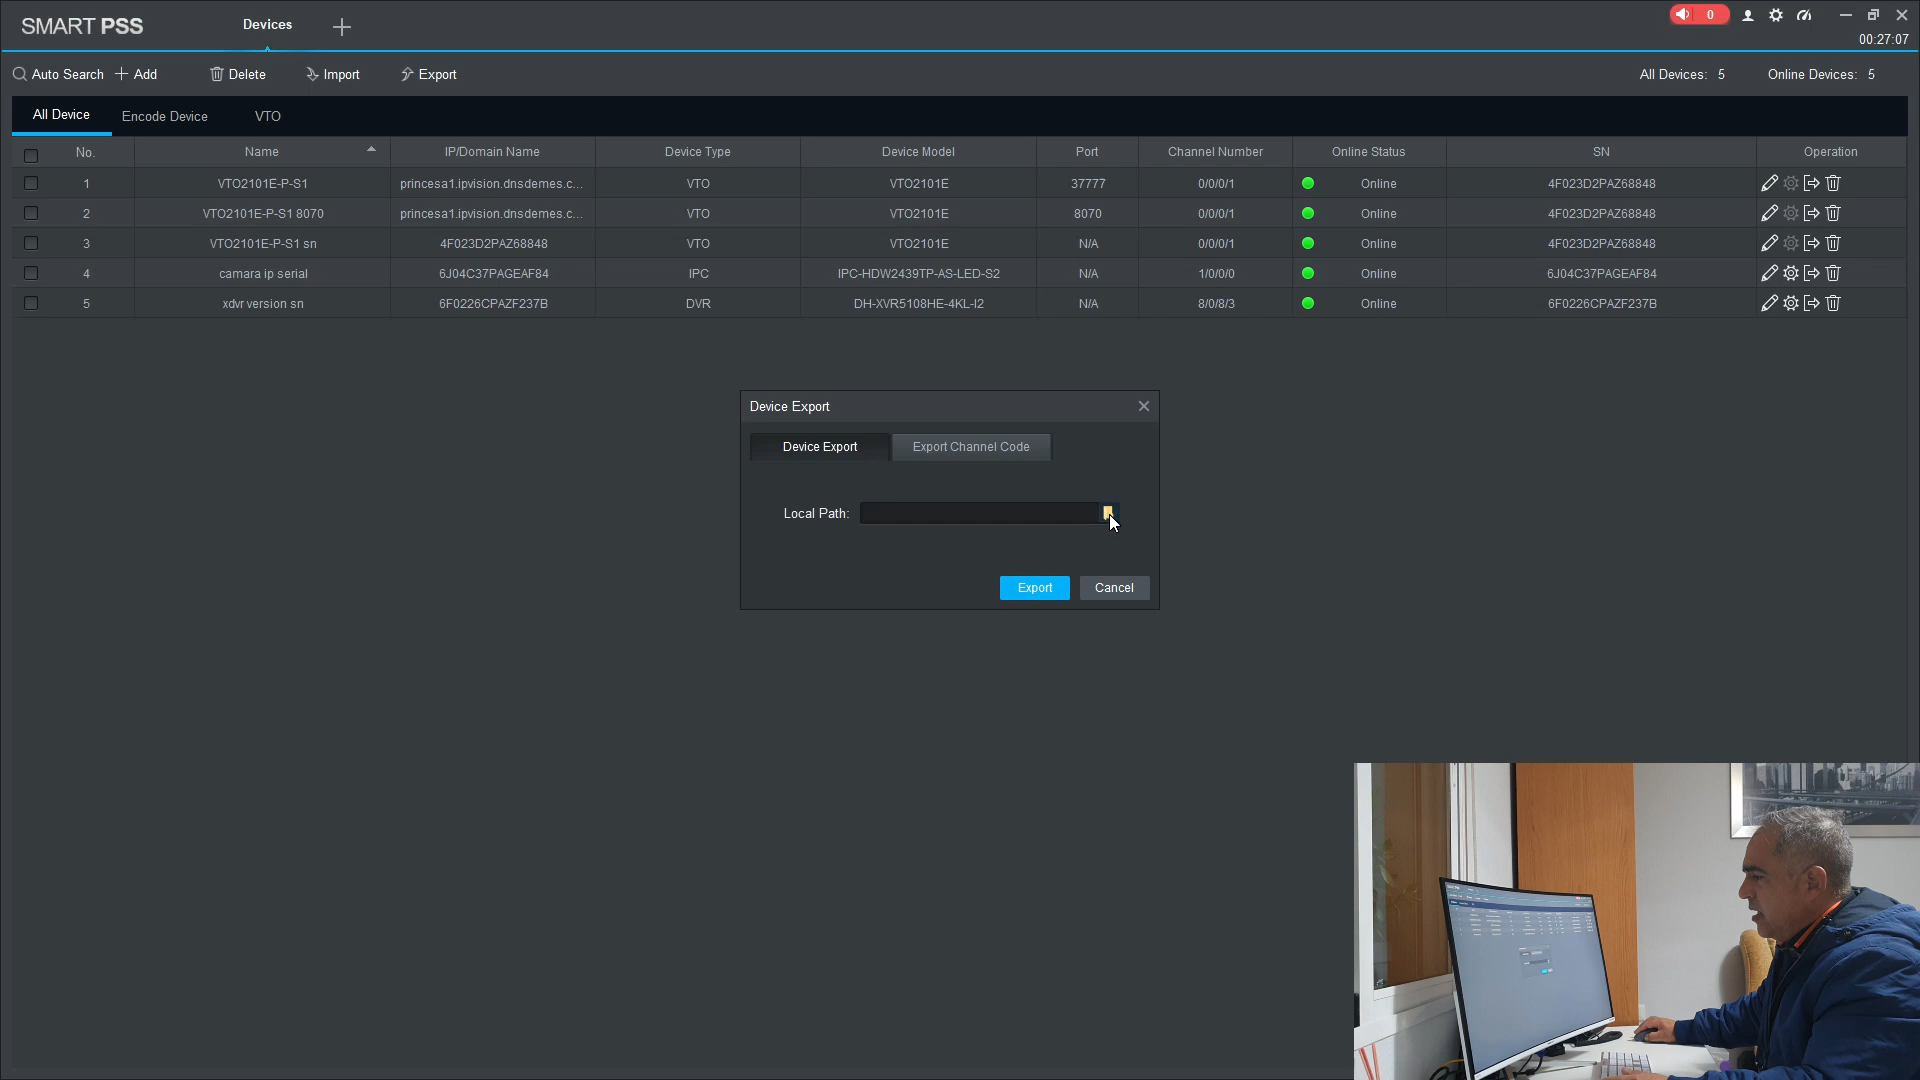 SMART PSS
Devices
0
00:27:07
Auto Search
Add
Delete
Import
Export
All Devices: 5
Online Devices: 5
All Device
Encode Device
VTO
No. Name IP/Domain Name Device Type Device Model Port Channel Number Online Status SN Operation
1 VTO2101E-P-S1 princesa1.ipvision.dnsdemes.c... VTO VTO2101E 37777 0/0/0/1 Online 4F023D2PAZ68848
2 VTO2101E-P-S1 8070 princesa1.ipvision.dnsdemes.c... VTO VTO2101E 8070 0/0/0/1 Online 4F023D2PAZ68848
3 VTO2101E-P-S1 sn 4F023D2PAZ68848 VTO VTO2101E N/A 0/0/0/1 Online 4F023D2PAZ68848
4 camara ip serial 6J04C37PAGEAF84 IPC IPC-HDW2439TP-AS-LED-S2 N/A 1/0/0/0 Online 6J04C37PAGEAF84
5 xdvr version sn 6F0226CPAZF237B DVR DH-XVR5108HE-4KL-I2 N/A 8/0/8/3 Online 6F0226CPAZF237B
Device Export
Device Export
Export Channel Code
Local Path:
Export
Cancel